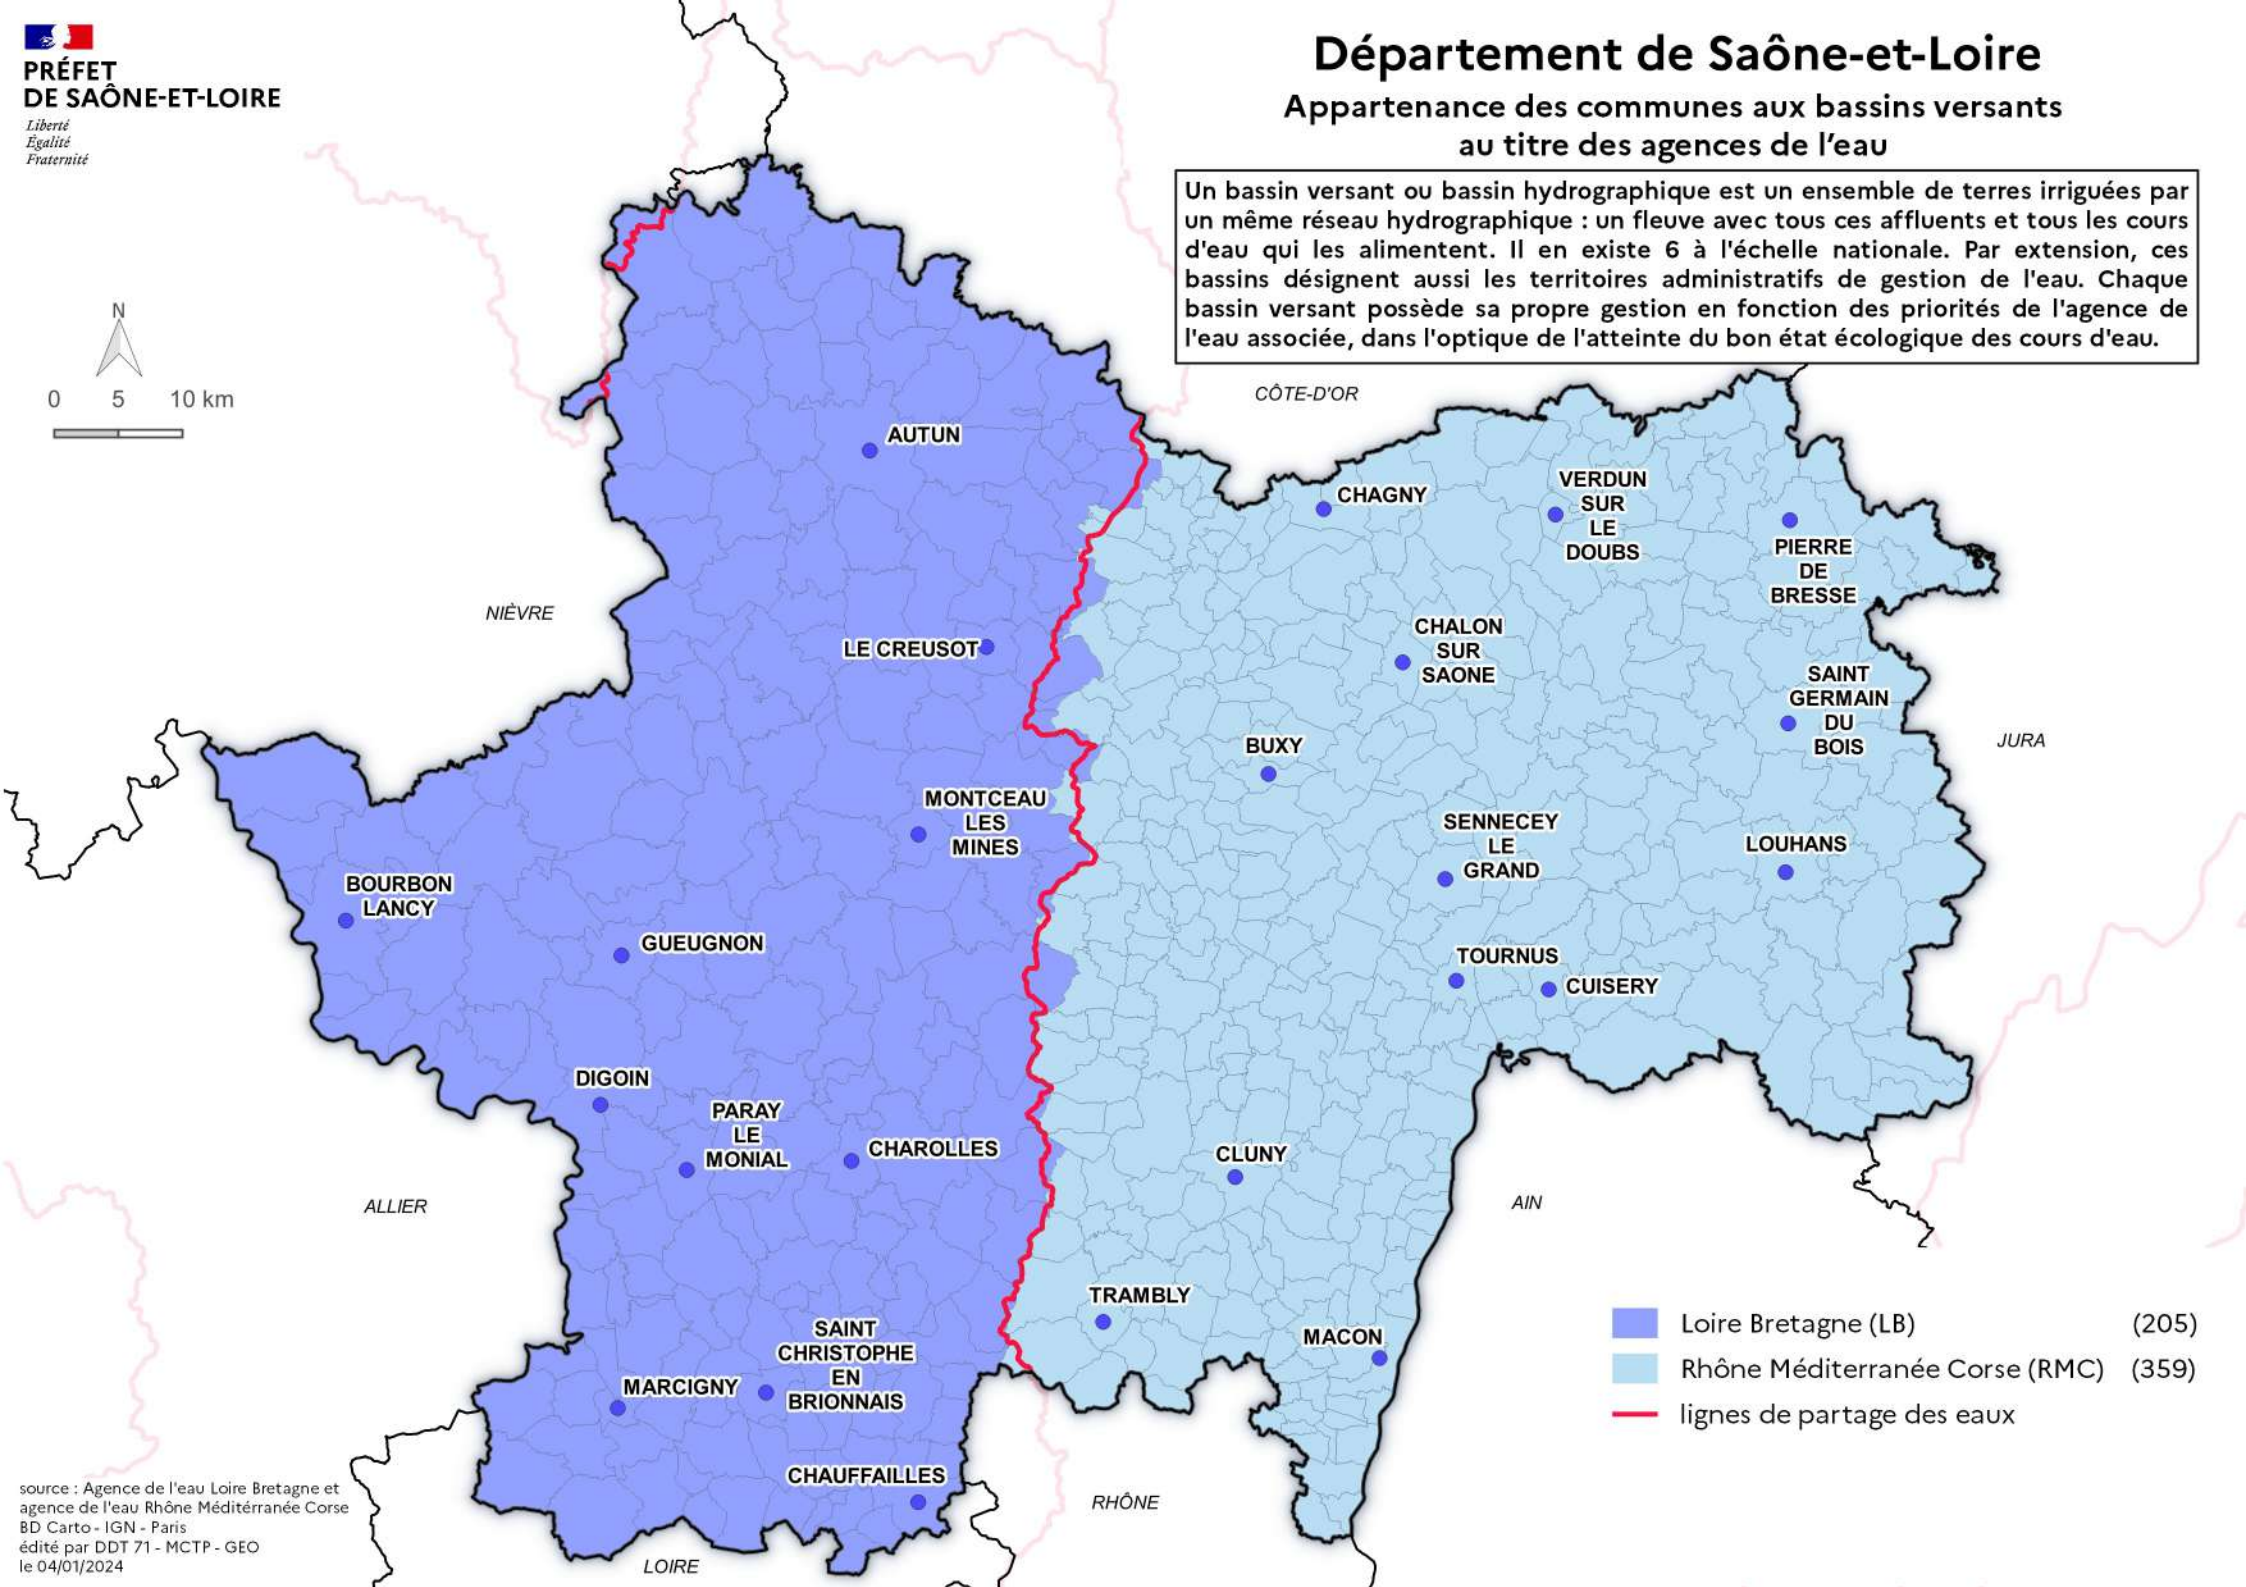 PRÉFET
DE SAÔNE-ET-LOIRE
Liberté
Égalité
Fraternité
Département de Saône-et-Loire
Appartenance des communes aux bassins versants
au titre des agences de l'eau
Un bassin versant ou bassin hydrographique est un ensemble de terres irriguées par
un même réseau hydrographique : un fleuve avec tous ces affluents et tous les cours
d'eau qui les alimentent. Il en existe 6 à l'échelle nationale. Par extension, ces
bassins désignent aussi les territoires administratifs de gestion de l'eau. Chaque
bassin versant possède sa propre gestion en fonction des priorités de l'agence de
l'eau associée, dans l'optique de l'atteinte du bon état écologique des cours d'eau.
N
0 5 10 km
CÔTE-D'OR
AUTUN
CHAGNY
VERDUN
SUR
LE
DOUBS
PIERRE
DE
BRESSE
NIÈVRE
LE CREUSOT
CHALON
SUR
SAONE
SAINT
GERMAIN
DU
BOIS
JURA
BUXY
MONTCEAU
LES
MINES
SENNECEY
LE
GRAND
LOUHANS
BOURBON
LANCY
GUEUGNON
TOURNUS
CUISERY
DIGOIN
PARAY
LE
MONIAL
CHAROLLES
CLUNY
ALLIER
AIN
TRAMBLY
MACON
SAINT
CHRISTOPHE
EN
BRIONNAIS
MARCIGNY
CHAUFFAILLES
RHÔNE
LOIRE
Loire Bretagne (LB) (205)
Rhône Méditerranée Corse (RMC) (359)
lignes de partage des eaux
source : Agence de l'eau Loire Bretagne et
agence de l'eau Rhône Méditérranée Corse
BD Carto - IGN - Paris
édité par DDT 71 - MCTP - GEO
le 04/01/2024